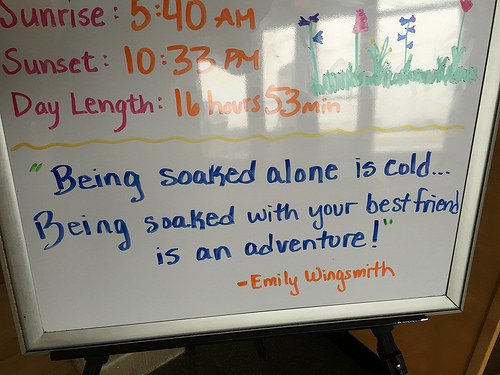 Sunrise: 5:40 AM
Sunset: 10:33 PM
Day Length: 16 hours 53 min
"Being soaked alone is cold...
Being soaked with your best friend
is an adventure!"
-Emily Wingsmith